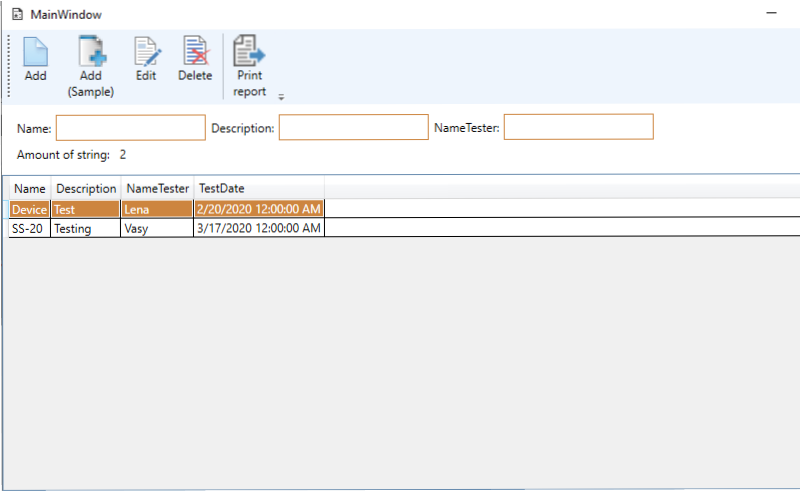 MainWindow
Add
Add
(Sample)
Edit
Delete
Print
report
Name:
Description:
NameTester:
Amount of string: 2
Name Description NameTester TestDate
Device Test Lena 2/20/2020 12:00:00 AM
SS-20 Testing Vasy 3/17/2020 12:00:00 AM